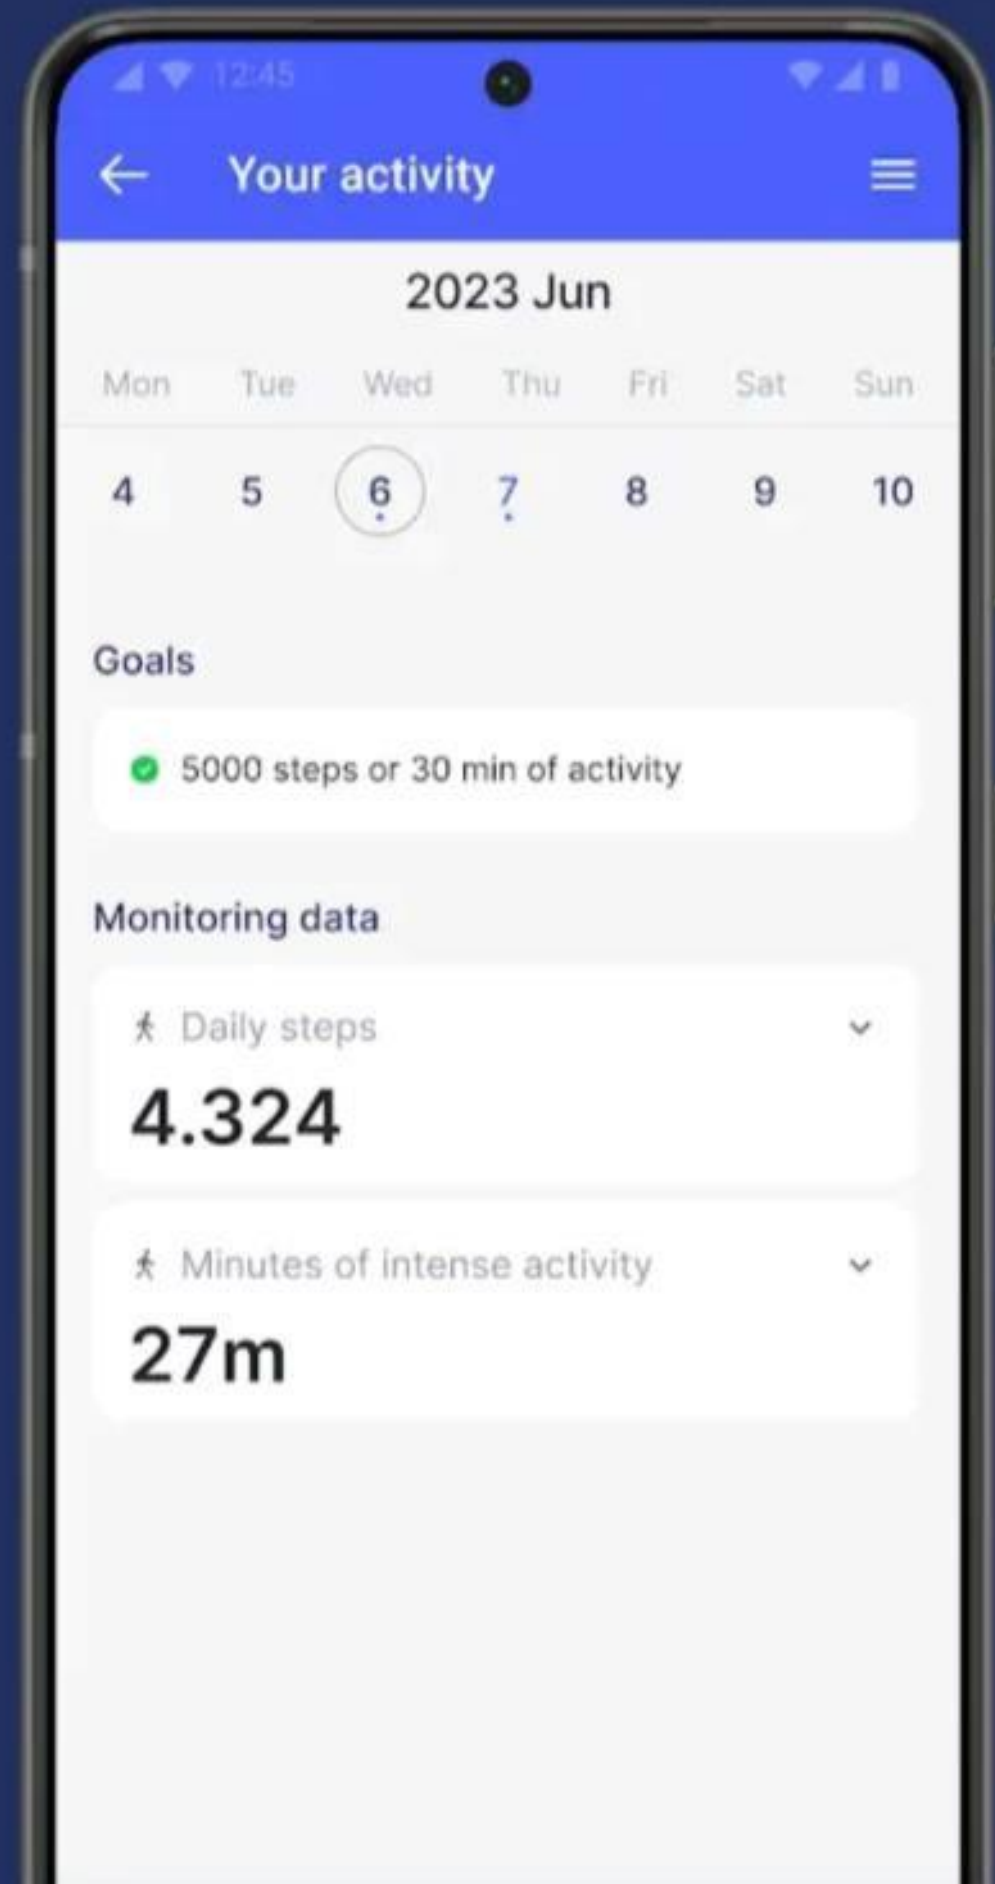 12:45
Your activity
2023 Jun
Mon Tue Wed Thu Fri Sat Sun
4 5 6 7 8 9 10
Goals
5000 steps or 30 min of activity
Monitoring data
Daily steps
4.324
Minutes of intense activity
27m